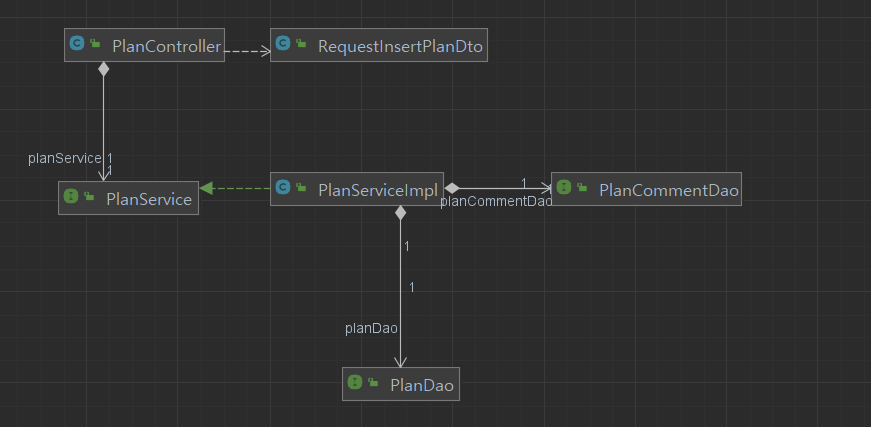 PlanController
RequestInsertPlanDto
planService 1
1
PlanService
PlanServiceImpl
1
planCommentDao
PlanCommentDao
1
1
planDao
PlanDao